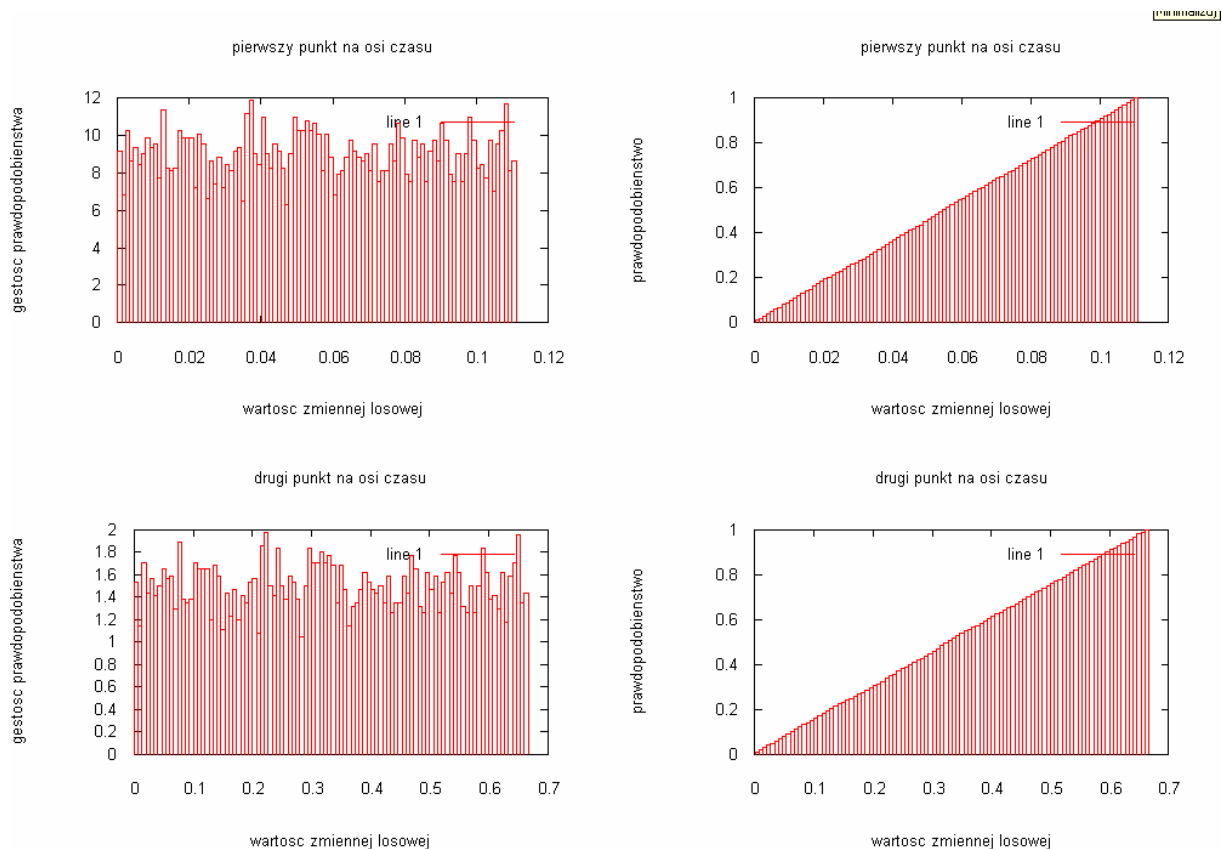 Minimalizuj
pierwszy punkt na osi czasu
pierwszy punkt na osi czasu
gestosc prawdopodobienstwa
12
10
8
6
4
2
0
line 1
0 0.02 0.04 0.06 0.08 0.1 0.12
wartosc zmiennej losowej
prawdopodobienstwo
1
0.8
0.6
0.4
0.2
0
line 1
0 0.02 0.04 0.06 0.08 0.1 0.12
wartosc zmiennej losowej
drugi punkt na osi czasu
drugi punkt na osi czasu
gestosc prawdopodobienstwa
2
1.8
1.6
1.4
1.2
1
0.8
0.6
0.4
0.2
0
line 1
0 0.1 0.2 0.3 0.4 0.5 0.6 0.7
wartosc zmiennej losowej
prawdopodobienstwo
1
0.8
0.6
0.4
0.2
0
line 1
0 0.1 0.2 0.3 0.4 0.5 0.6 0.7
wartosc zmiennej losowej